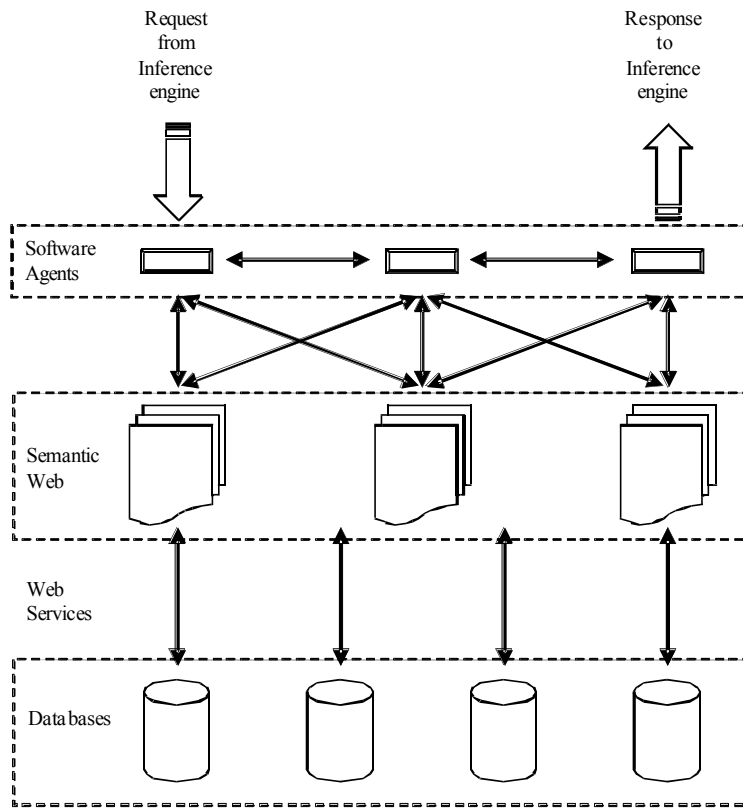 Request
from
Inference
engine
Response
to
Inference
engine
Software
Agents
Semantic
Web
Web
Services
Databases